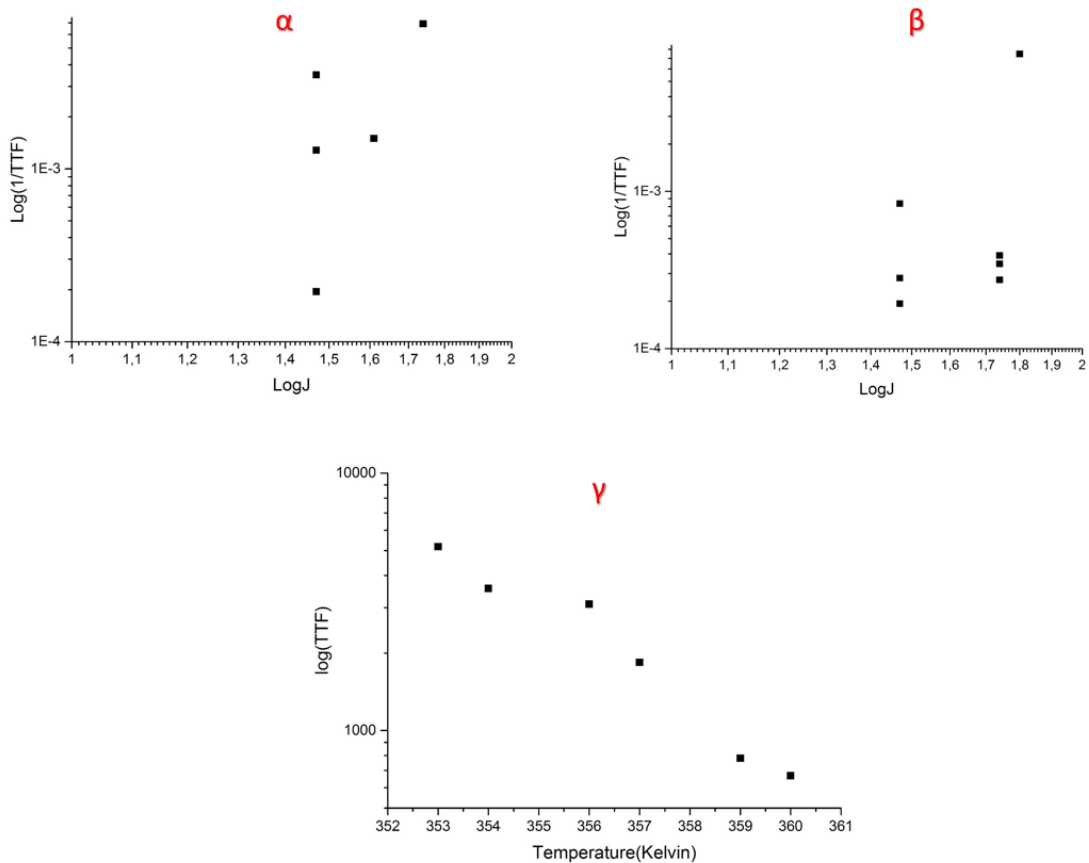 α
Log(1/TTF)
1E-3
1E-4
1 1,1 1,2 1,3 1,4 1,5 1,6 1,7 1,8 1,9 2
LogJ
β
Log(1/TTF)
1E-3
1E-4
1 1,1 1,2 1,3 1,4 1,5 1,6 1,7 1,8 1,9 2
LogJ
γ
log(TTF)
10000
1000
352 353 354 355 356 357 358 359 360 361
Temperature(Kelvin)